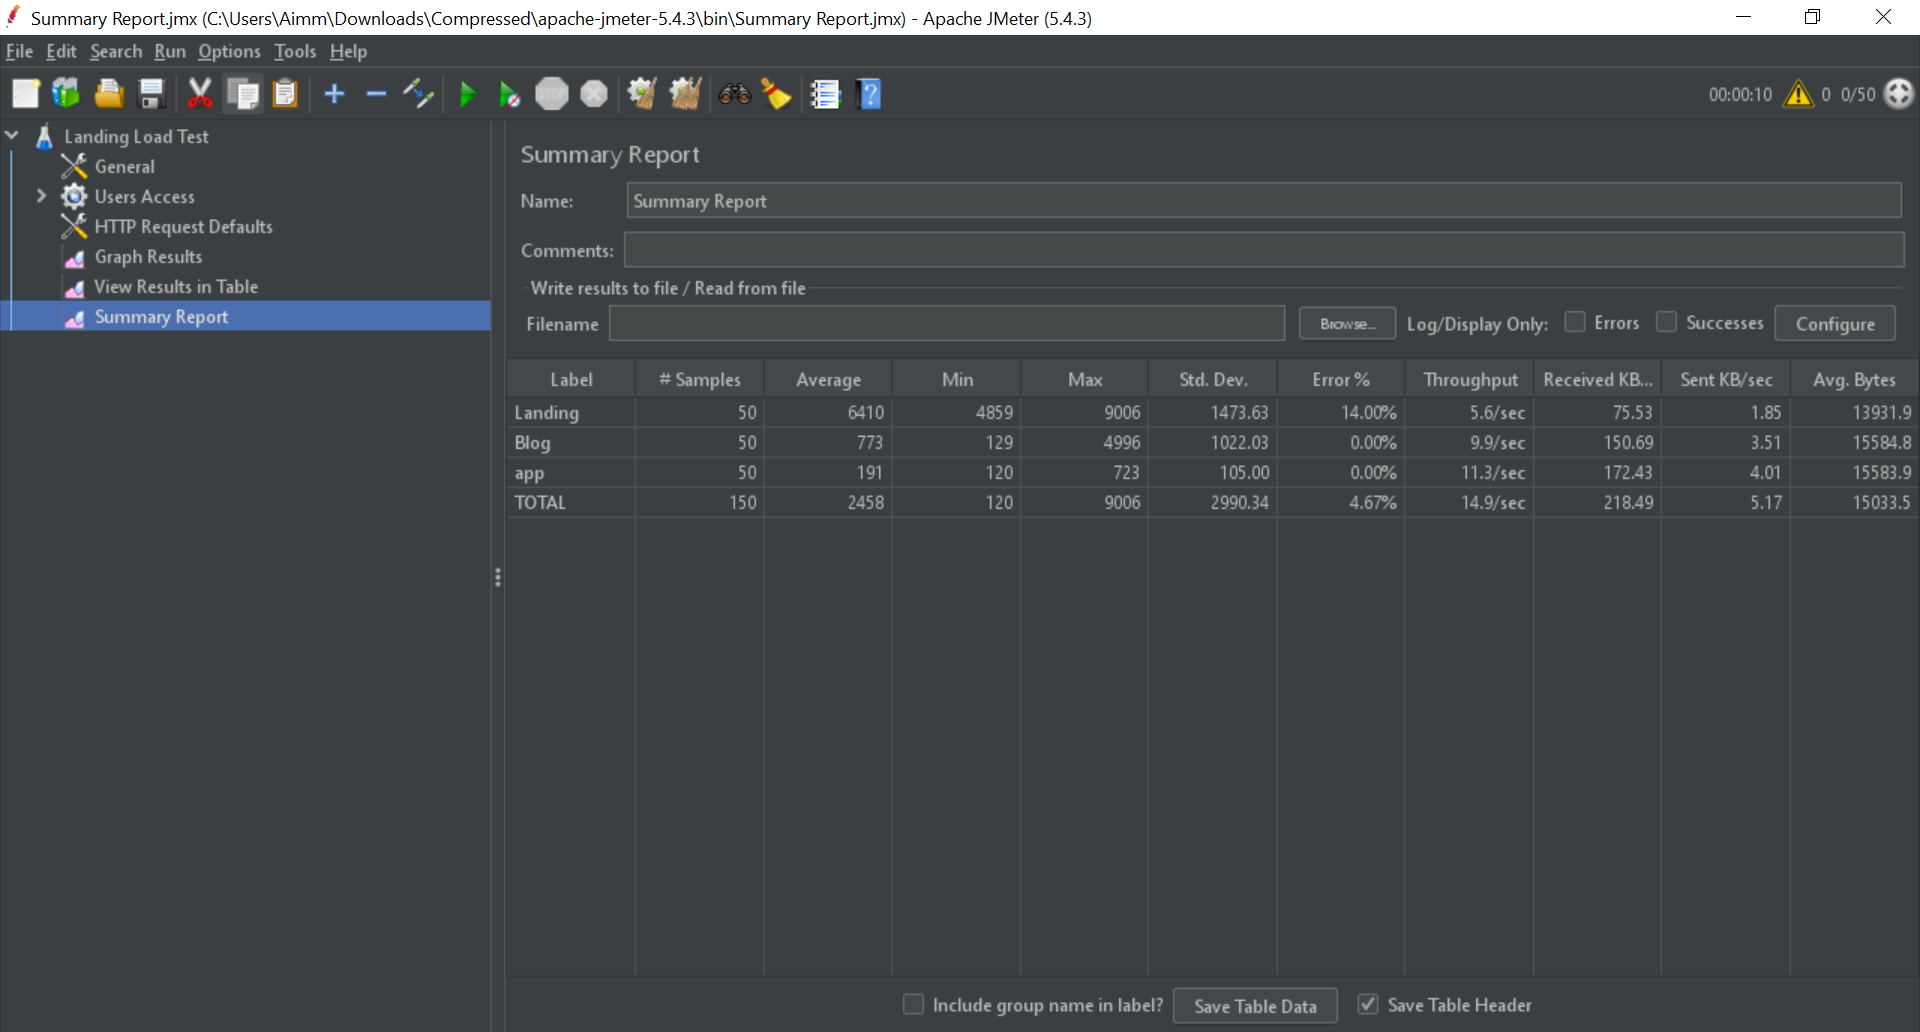 Summary Report.jmx (C:\Users\Aimm\Downloads\Compressed\apache-jmeter-5.4.3\bin\Summary Report.jmx) - Apache JMeter (5.4.3)
File Edit Search Run Options Tools Help
STOP 00:00:10 0 0/50
Landing Load Test
General
Users Access
HTTP Request Defaults
Graph Results
View Results in Table
Summary Report
Summary Report
Name: Summary Report
Comments:
Write results to file / Read from file
Filename Browse... Log/Display Only: Errors Successes Configure
Label # Samples Average Min Max Std. Dev. Error % Throughput Received KB... Sent KB/sec Avg. Bytes
Landing 50 6410 4859 9006 1473.63 14.00% 5.6/sec 75.53 1.85 13931.9
Blog 50 773 129 4996 1022.03 0.00% 9.9/sec 150.69 3.51 15584.8
app 50 191 120 723 105.00 0.00% 11.3/sec 172.43 4.01 15583.9
TOTAL 150 2458 120 9006 2990.34 4.67% 14.9/sec 218.49 5.17 15033.5
Include group name in label? Save Table Data Save Table Header